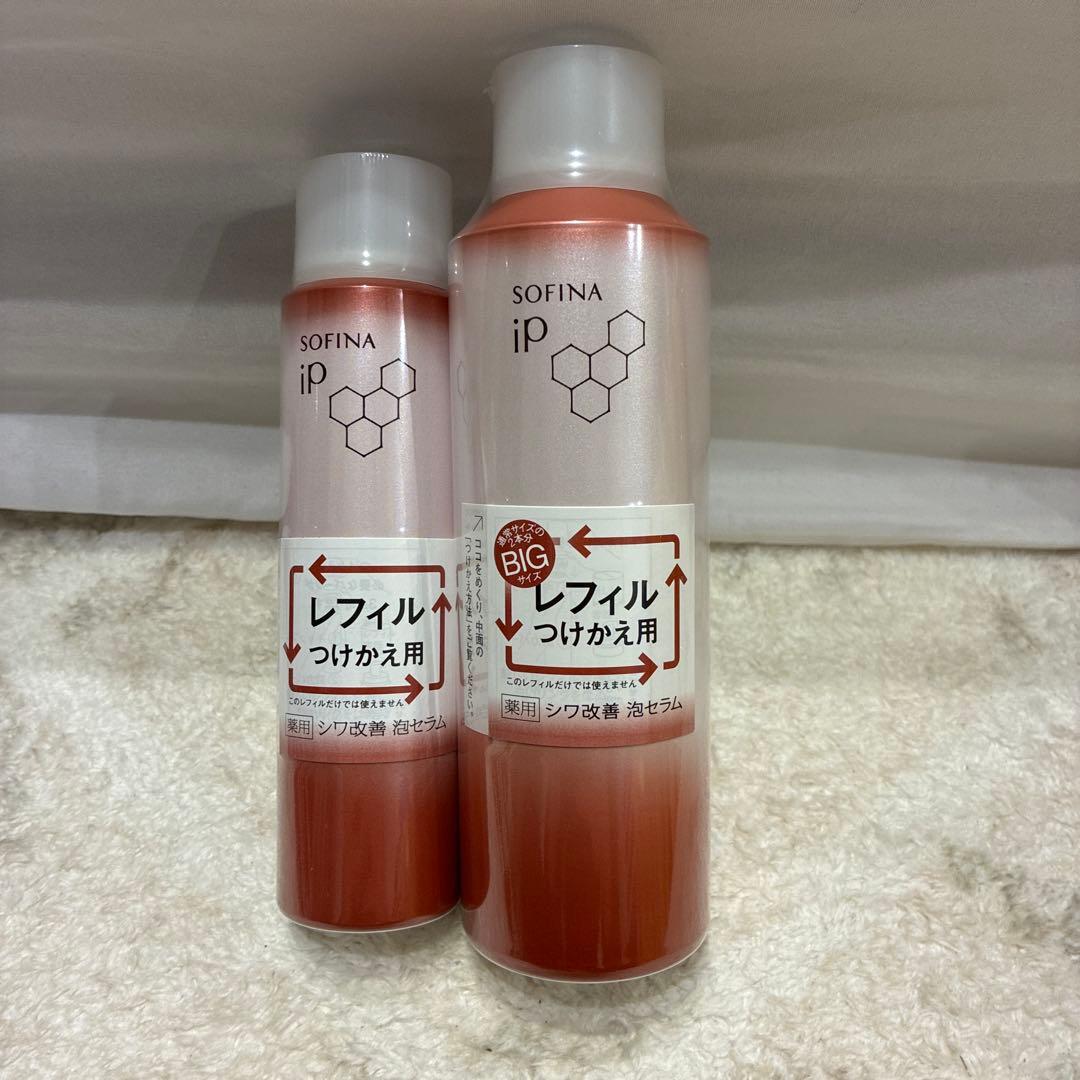 SOFINA
ip
レフィル
つけかえ用
このレフィルだけでは使えません
薬用 シワ改善 泡セラム
SOFINA
ip
通常サイズの
2本分
BIG
サイズ
レフィル
つけかえ用
このレフィルだけでは使えません
薬用 シワ改善 泡セラム
ココをめくり、中面の
「つけかえ方法」をご覧ください。